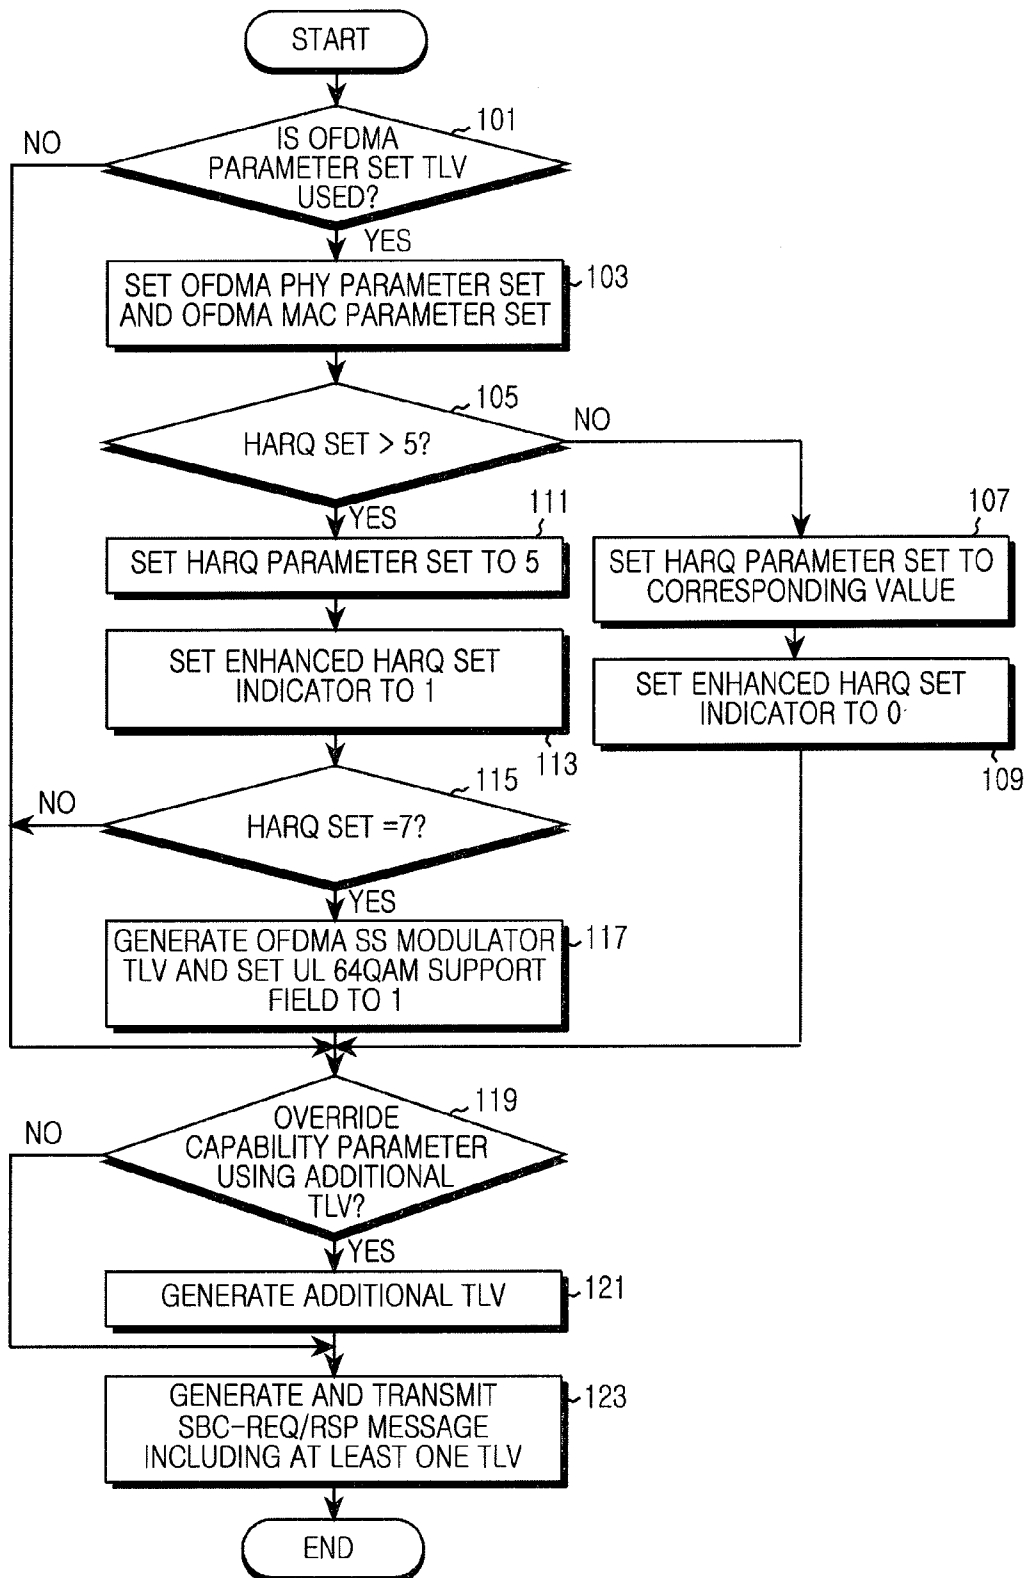 START
101
NO
IS OFDMA
PARAMETER SET TLV
USED?
YES
SET OFDMA PHY PARAMETER SET
AND OFDMA MAC PARAMETER SET
103
105
NO
HARQ SET > 5?
YES
111
107
SET HARQ PARAMETER SET TO 5
SET HARQ PARAMETER SET TO
CORRESPONDING VALUE
SET ENHANCED HARQ SET
INDICATOR TO 1
113
SET ENHANCED HARQ SET
INDICATOR TO 0
109
115
NO
HARQ SET =7?
YES
GENERATE OFDMA SS MODULATOR
TLV AND SET UL 64QAM SUPPORT
FIELD TO 1
117
119
NO
OVERRIDE
CAPABILITY PARAMETER
USING ADDITIONAL
TLV?
YES
GENERATE ADDITIONAL TLV
121
GENERATE AND TRANSMIT
SBC-REQ/RSP MESSAGE
INCLUDING AT LEAST ONE TLV
123
END